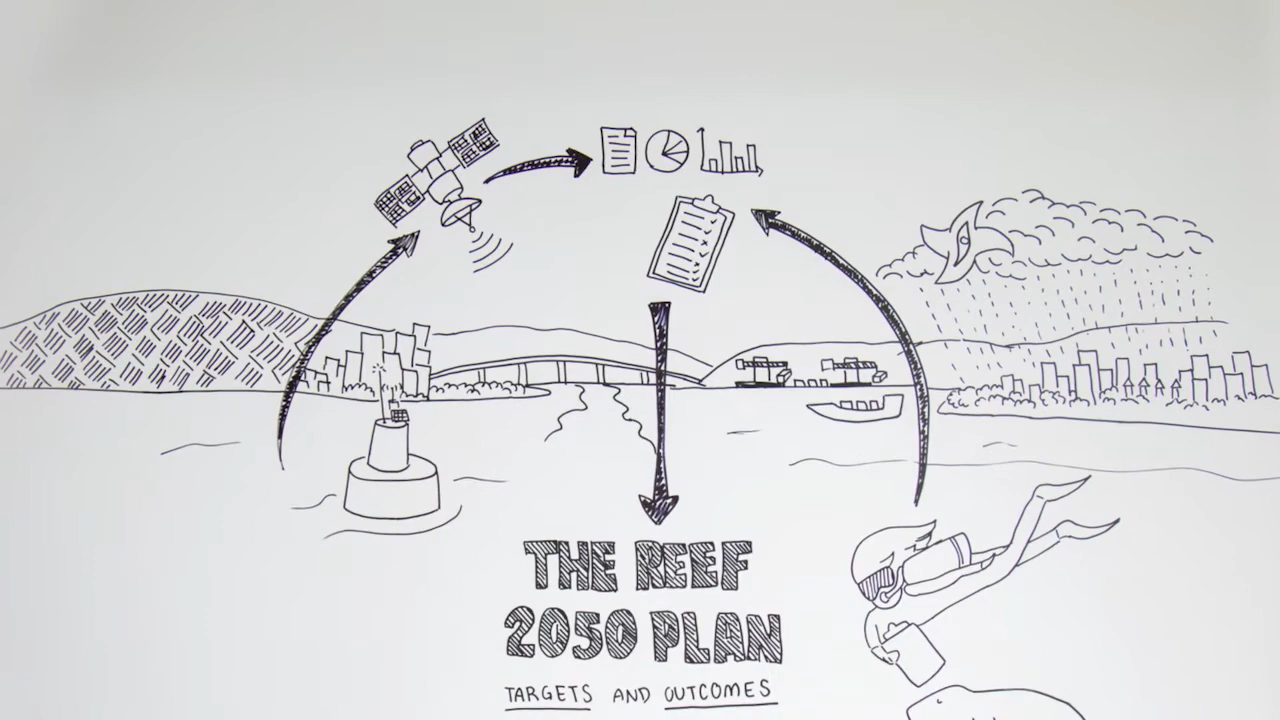 THE REEF
2050 PLAN
TARGETS AND OUTCOMES